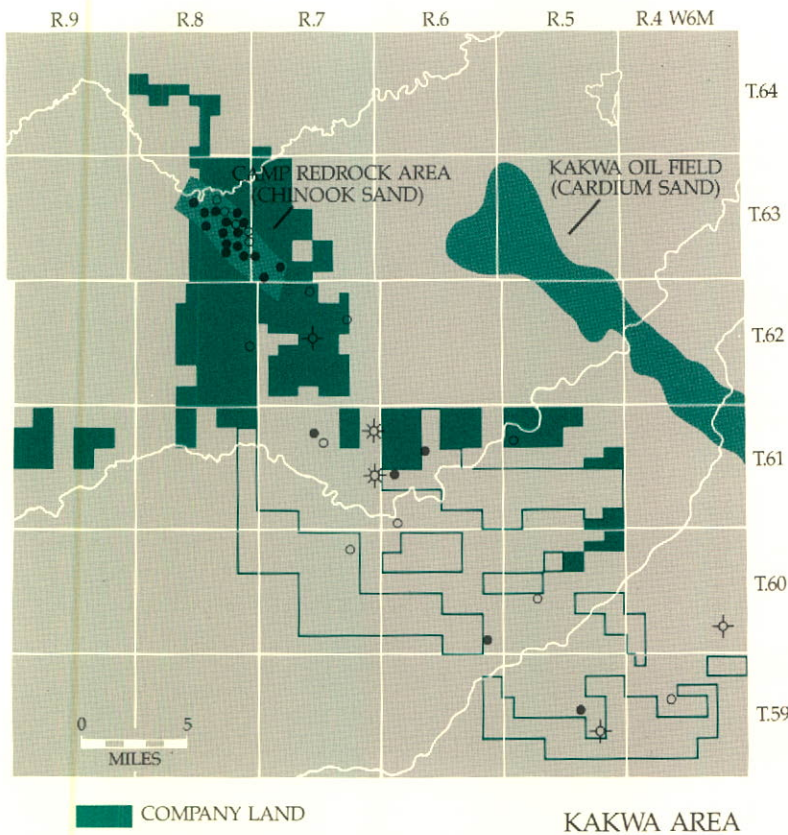 R.9 R.8 R.7 R.6 R.5 R.4 W6M
T.64
CAMP REDROCK AREA
(CHINOOK SAND)
KAKWA OIL FIELD
(CARDIUM SAND)
T.63
T.62
T.61
T.60
T.59
0 5
MILES
COMPANY LAND
KAKWA AREA